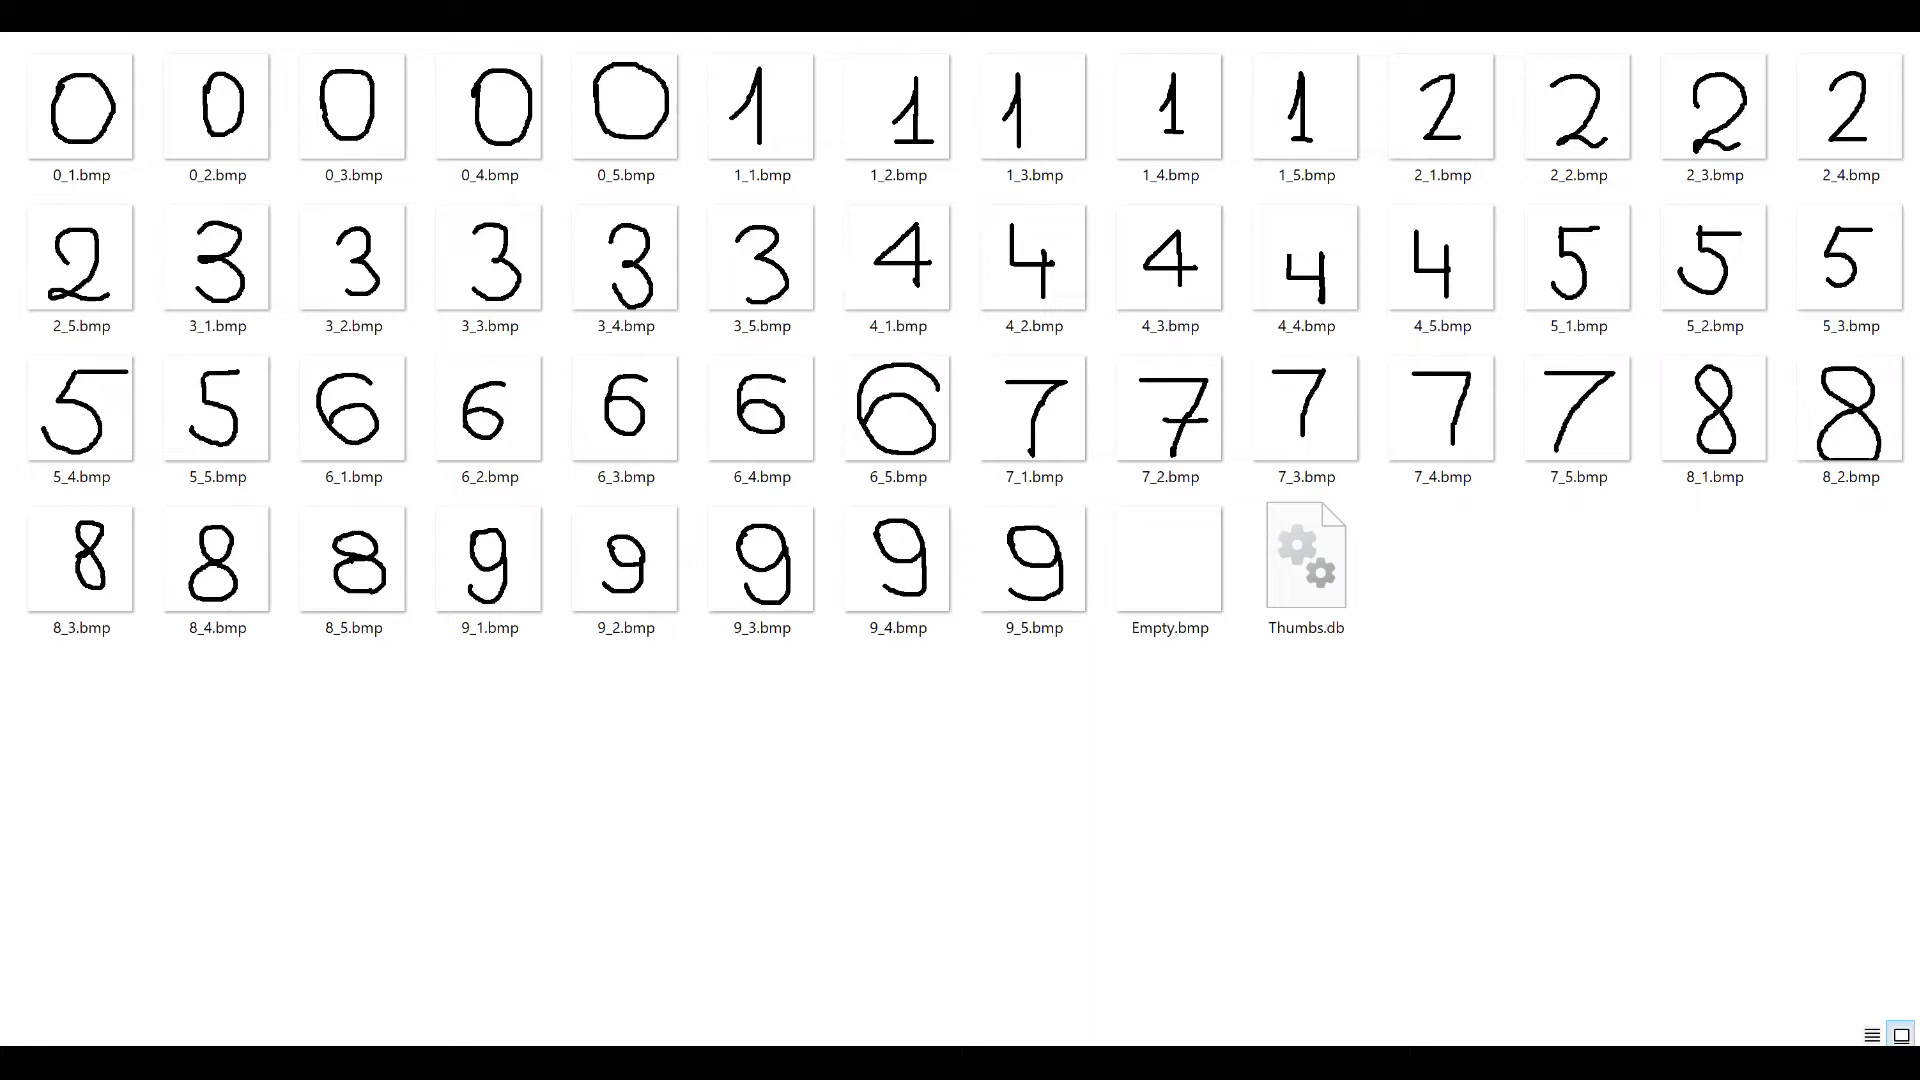 0 0 0 0 0 1 1 1 1 1 2 2 2 2
0_1.bmp 0_2.bmp 0_3.bmp 0_4.bmp 0_5.bmp 1_1.bmp 1_2.bmp 1_3.bmp 1_4.bmp 1_5.bmp 2_1.bmp 2_2.bmp 2_3.bmp 2_4.bmp
2 3 3 3 3 3 4 4 4 4 4 5 5 5
2_5.bmp 3_1.bmp 3_2.bmp 3_3.bmp 3_4.bmp 3_5.bmp 4_1.bmp 4_2.bmp 4_3.bmp 4_4.bmp 4_5.bmp 5_1.bmp 5_2.bmp 5_3.bmp
5 5 6 6 6 6 6 7 7 7 7 7 8 8
5_4.bmp 5_5.bmp 6_1.bmp 6_2.bmp 6_3.bmp 6_4.bmp 6_5.bmp 7_1.bmp 7_2.bmp 7_3.bmp 7_4.bmp 7_5.bmp 8_1.bmp 8_2.bmp
8 8 8 9 9 9 9 9
8_3.bmp 8_4.bmp 8_5.bmp 9_1.bmp 9_2.bmp 9_3.bmp 9_4.bmp 9_5.bmp Empty.bmp Thumbs.db